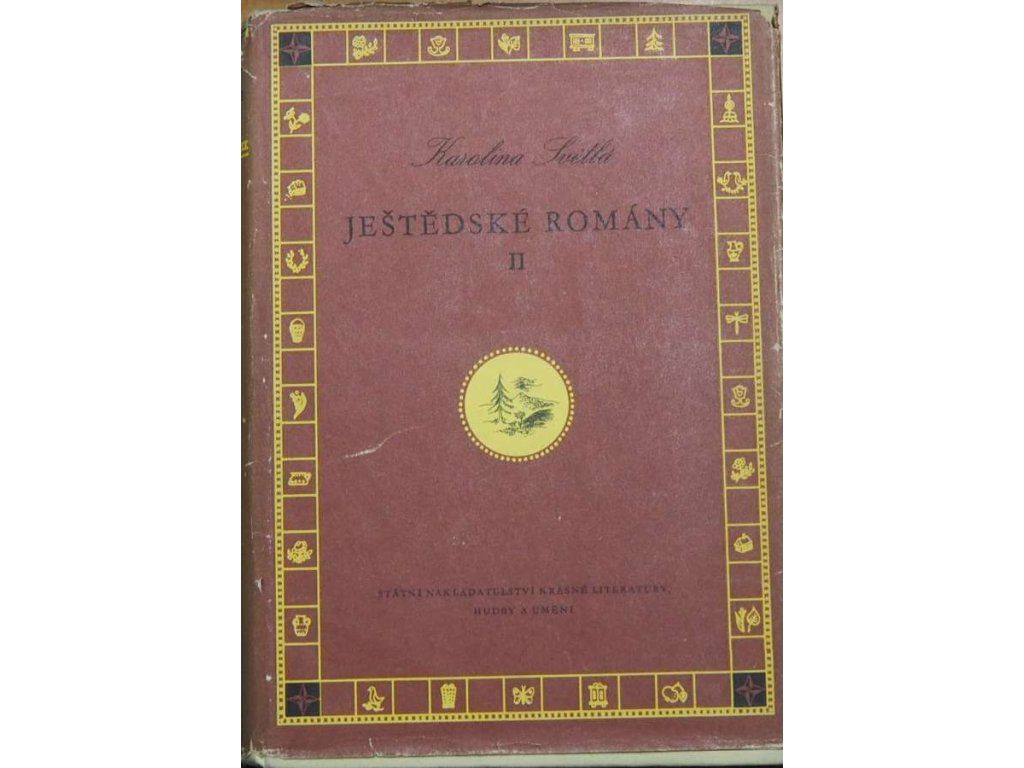 Karolina Světlá
JEŠTĚDSKÉ ROMÁNY
II
STÁTNÍ NAKLADATELSTVÍ KRÁSNÉ LITERATURY,
HUDBY A UMĚNÍ